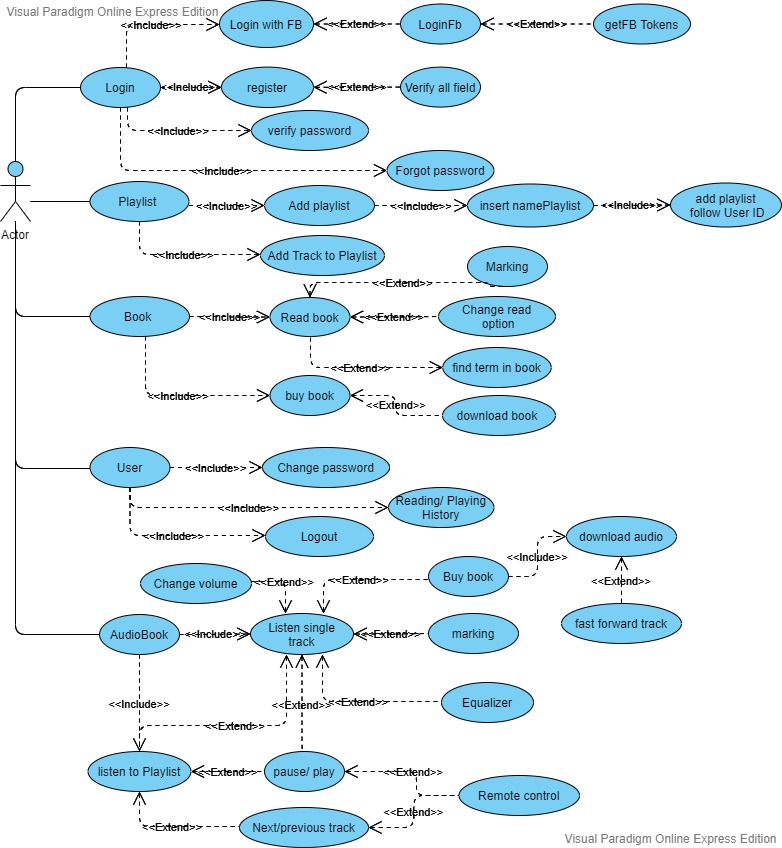 Visual Paradigm Online Express Edition
<<Include>>
Login with FB
<<Extend>>
LoginFb
<<Extend>>
getFB Tokens
Login
<<Include>>
register
<<Extend>>
Verify all field
<<Include>>
verify password
<<Include>>
Forgot password
Actor
Playlist
<<Include>>
Add playlist
<<Include>>
insert namePlaylist
<<Include>>
add playlist
follow User ID
<<Include>>
Add Track to Playlist
Marking
<<Extend>>
Book
<<Include>>
Read book
<<Extend>>
Change read
option
<<Extend>>
find term in book
<<Include>>
buy book
<<Extend>>
download book
User
<<Include>>
Change password
<<Include>>
Reading/ Playing
History
<<Include>>
Logout
download audio
<<Include>>
Change volume
<<Extend>>
<<Extend>>
Buy book
<<Extend>>
fast forward track
AudioBook
<<Include>>
Listen single
track
<<Extend>>
marking
<<Include>>
<<Extend>>
<<Extend>>
Equalizer
<<Extend>>
listen to Playlist
<<Extend>>
pause/ play
<<Extend>>
Remote control
<<Extend>>
<<Extend>>
Next/previous track
Visual Paradigm Online Express Edition